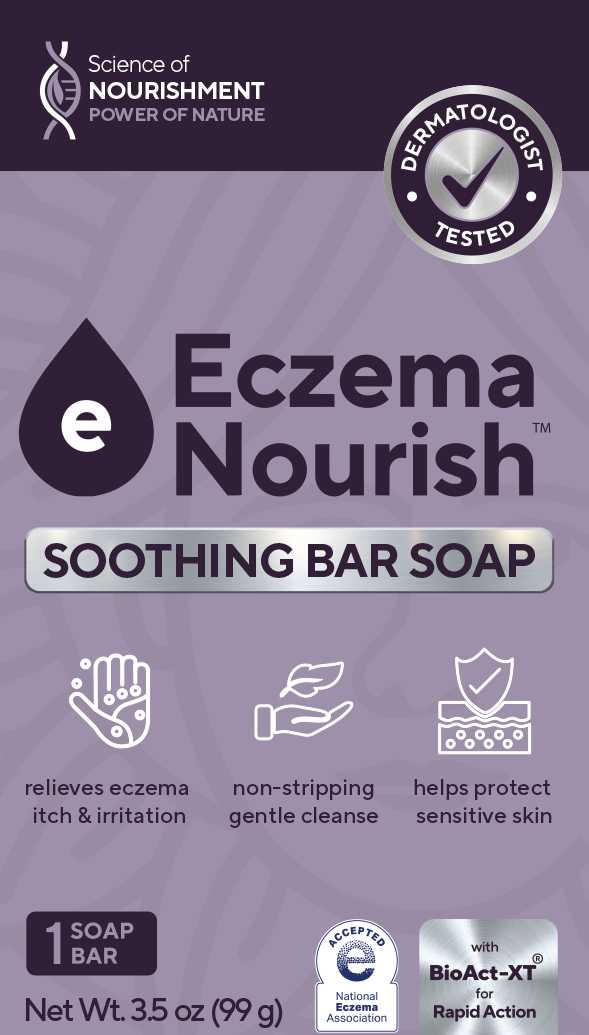 Science of
NOURISHMENT
POWER OF NATURE
DERMATOLOGIST
TESTED
e
Eczema
Nourish™
SOOTHING BAR SOAP
relieves eczema
itch & irritation
non-stripping
gentle cleanse
helps protect
sensitive skin
1 SOAP
BAR
Net Wt. 3.5 oz (99 g)
ACCEPTED
e
National
Eczema
Association
with
BioAct-XT®
for
Rapid Action